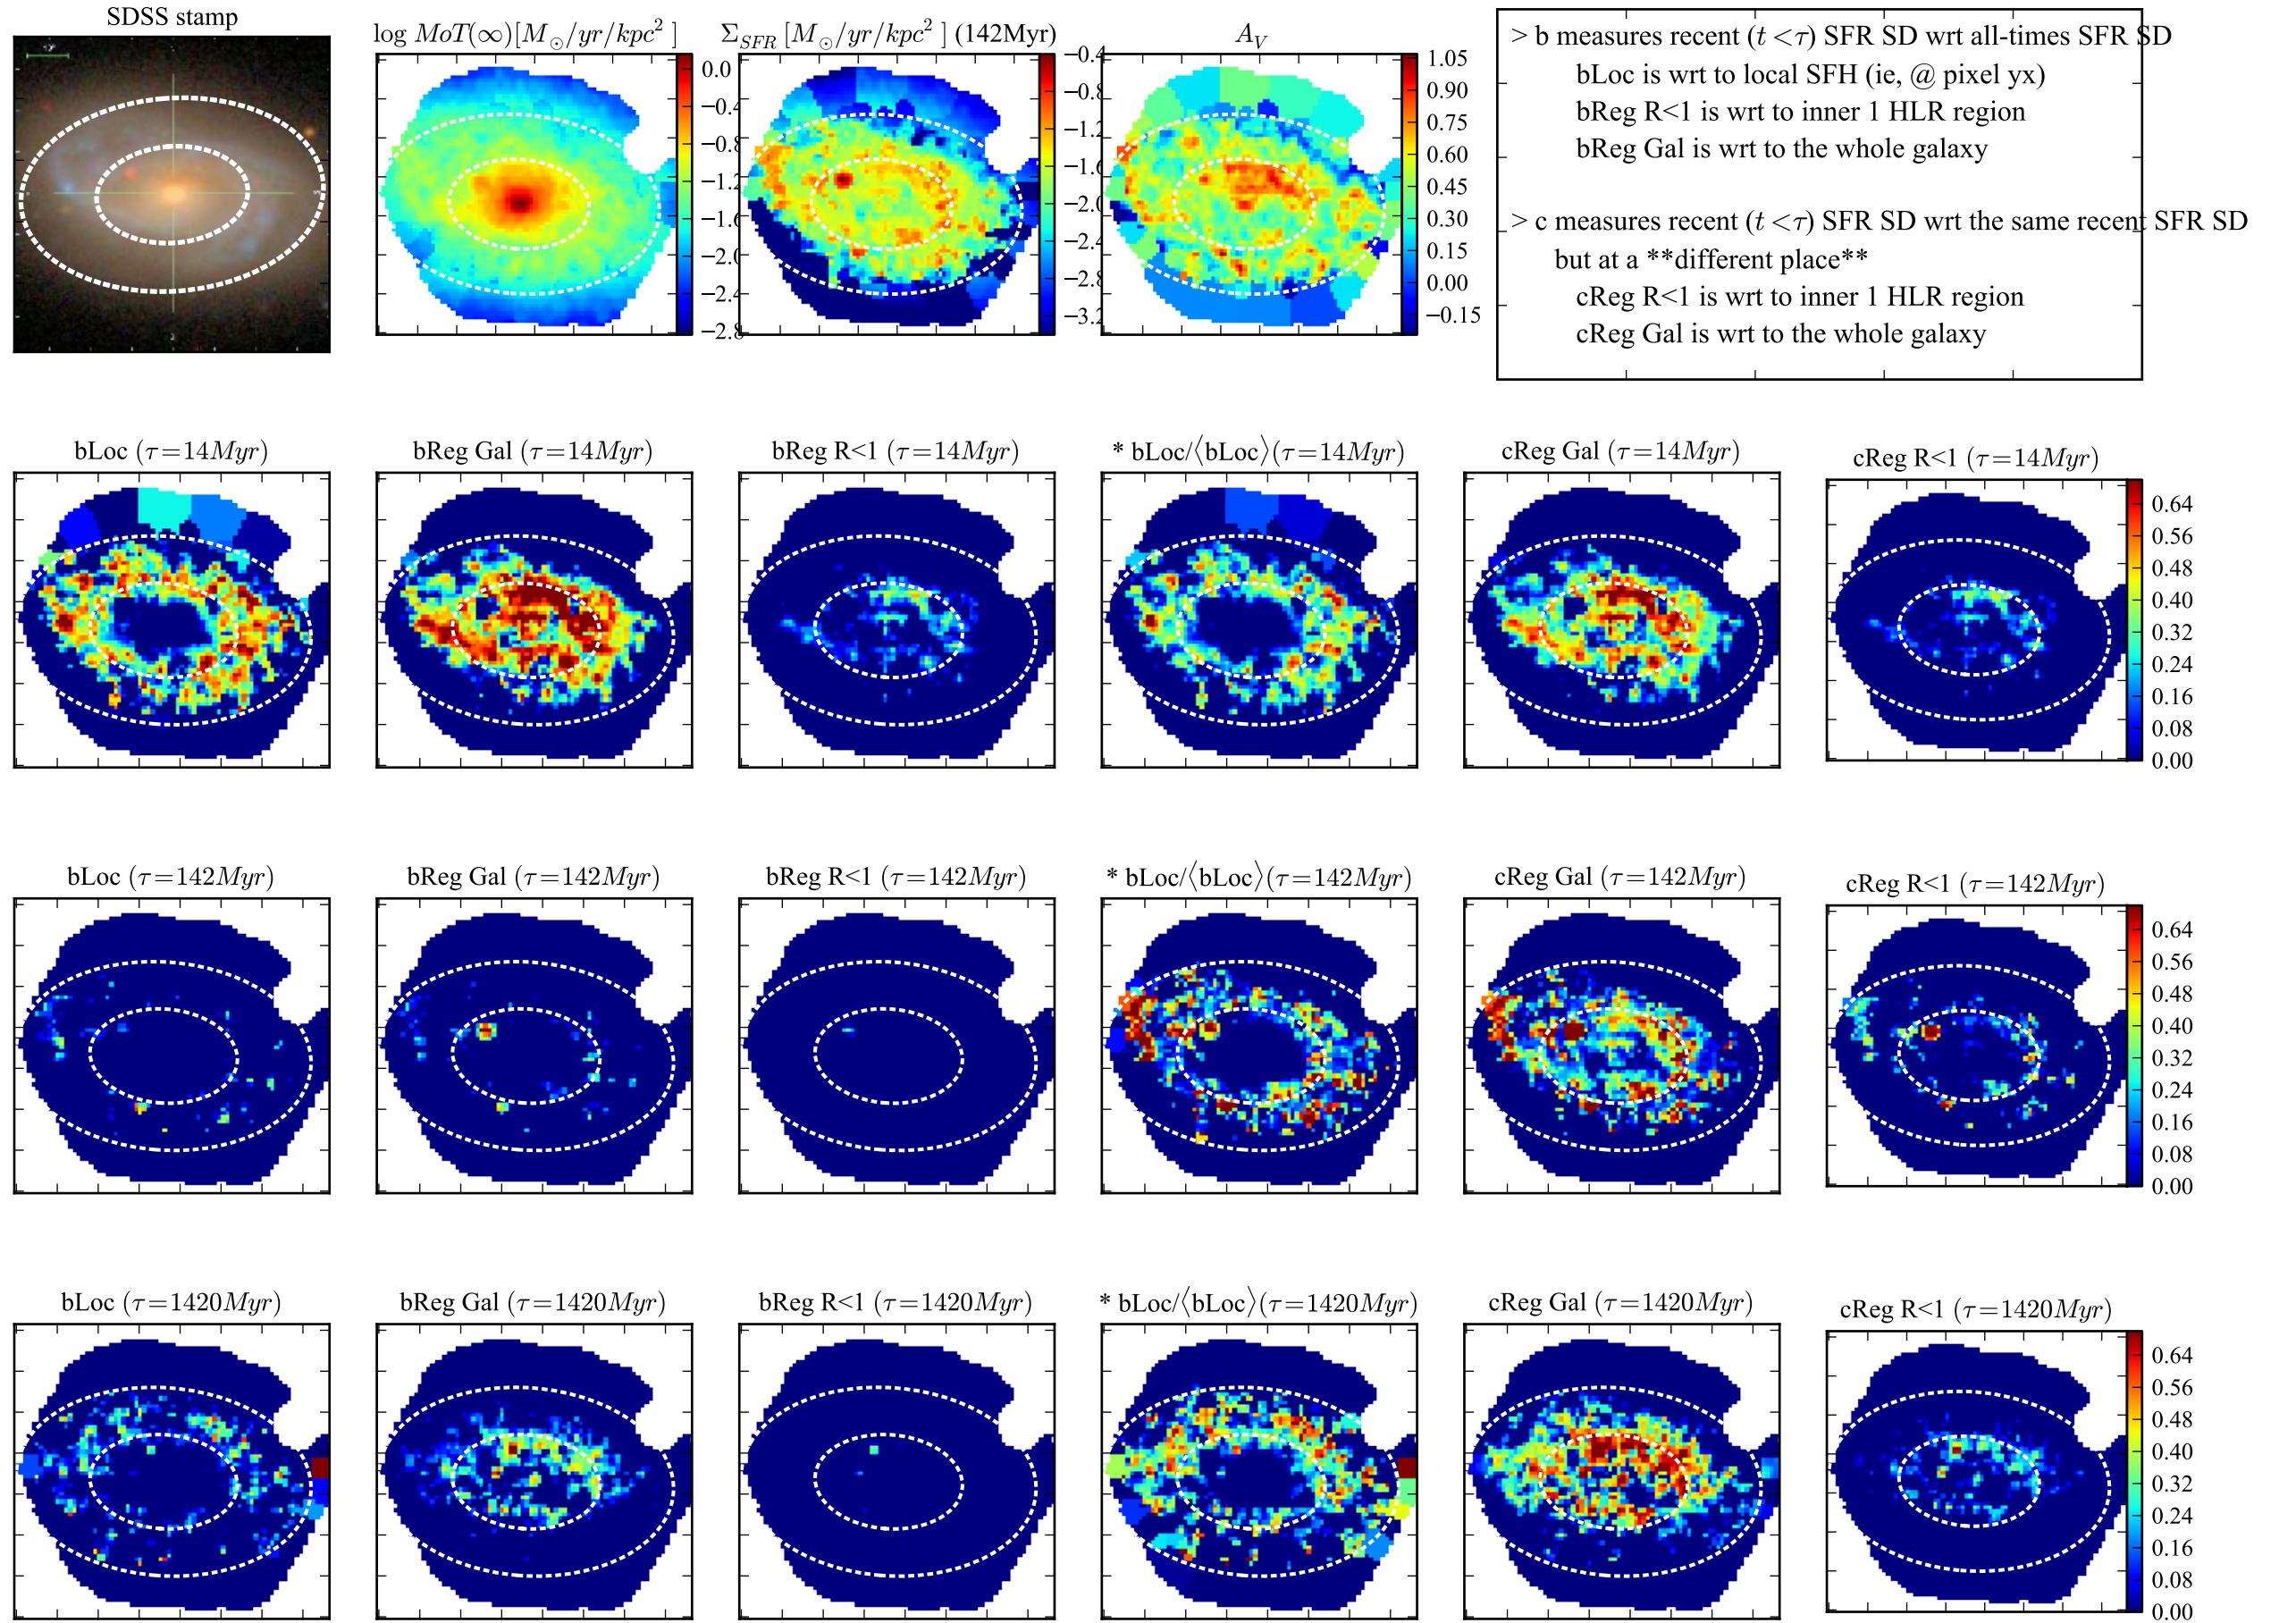 SDSS stamp
log MoT(∞)[M⊙/yr/kpc²]
Σ_SFR [M⊙/yr/kpc²] (142Myr)
A_V
0.0
−0.4
−0.8
−1.2
−1.6
−2.0
−2.4
−2.8
−0.4
−0.8
−1.2
−1.6
−2.0
−2.4
−2.8
−3.2
1.05
0.90
0.75
0.60
0.45
0.30
0.15
0.00
−0.15
> b measures recent (t<τ) SFR SD wrt all-times SFR SD
bLoc is wrt to local SFH (ie, @ pixel yx)
bReg R<1 is wrt to inner 1 HLR region
bReg Gal is wrt to the whole galaxy
> c measures recent (t<τ) SFR SD wrt the same recent SFR SD
but at a **different place**
cReg R<1 is wrt to inner 1 HLR region
cReg Gal is wrt to the whole galaxy
bLoc (τ=14Myr)
bReg Gal (τ=14Myr)
bReg R<1 (τ=14Myr)
* bLoc/⟨bLoc⟩(τ=14Myr)
cReg Gal (τ=14Myr)
cReg R<1 (τ=14Myr)
0.64
0.56
0.48
0.40
0.32
0.24
0.16
0.08
0.00
bLoc (τ=142Myr)
bReg Gal (τ=142Myr)
bReg R<1 (τ=142Myr)
* bLoc/⟨bLoc⟩(τ=142Myr)
cReg Gal (τ=142Myr)
cReg R<1 (τ=142Myr)
0.64
0.56
0.48
0.40
0.32
0.24
0.16
0.08
0.00
bLoc (τ=1420Myr)
bReg Gal (τ=1420Myr)
bReg R<1 (τ=1420Myr)
* bLoc/⟨bLoc⟩(τ=1420Myr)
cReg Gal (τ=1420Myr)
cReg R<1 (τ=1420Myr)
0.64
0.56
0.48
0.40
0.32
0.24
0.16
0.08
0.00